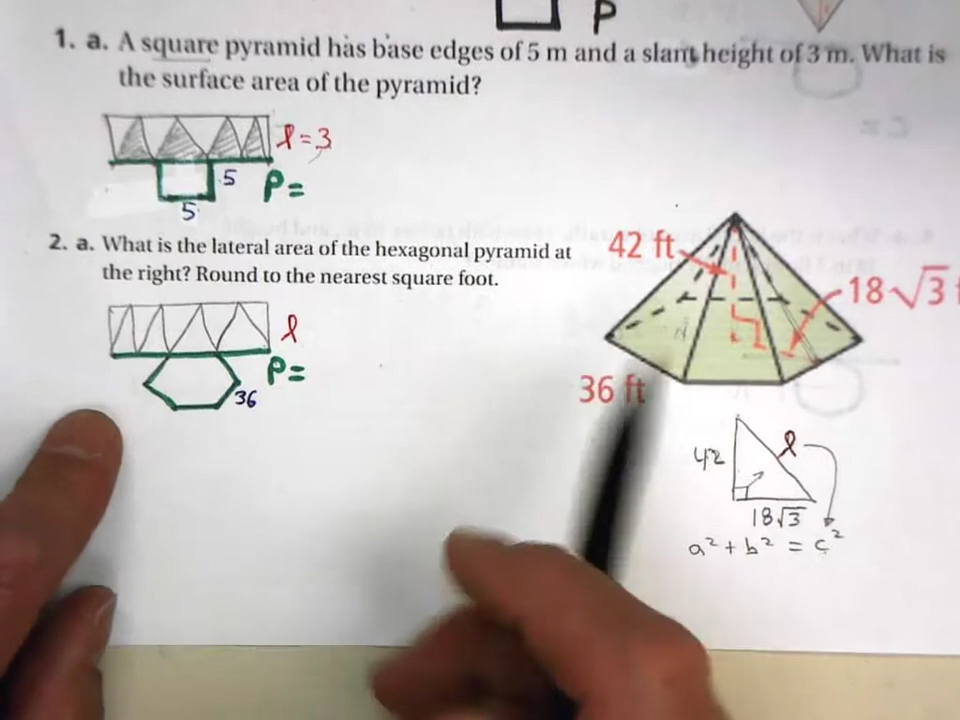 P
1. a. A square pyramid has base edges of 5 m and a slant height of 3 m. What is
the surface area of the pyramid?
l = 3
5
P =
5
2. a. What is the lateral area of the hexagonal pyramid at
the right? Round to the nearest square foot.
42 ft
18√3 f
l
P =
36
36 ft
42
l
18√3
a² + b² = c²